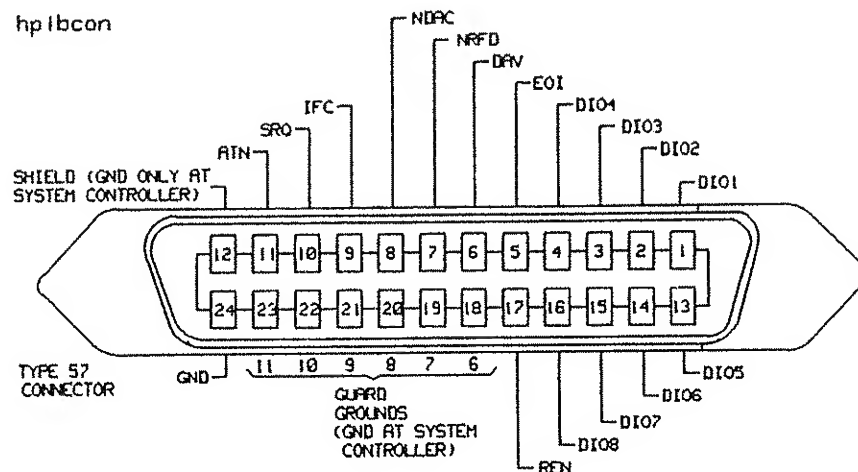 hpibcon
NDAC
NRFD
DAV
EOI
DIO4
IFC
DIO3
SRQ
DIO2
ATN
SHIELD (GND ONLY AT
SYSTEM CONTROLLER)
DIO1
12 11 10 9 8 7 6 5 4 3 2 1
24 23 22 21 20 19 18 17 16 15 14 13
TYPE 57
CONNECTOR
GND
11 10 9 8 7 6
DIO5
GUARD
GROUNDS
(GND AT SYSTEM
CONTROLLER)
DIO6
DIO7
DIO8
REN